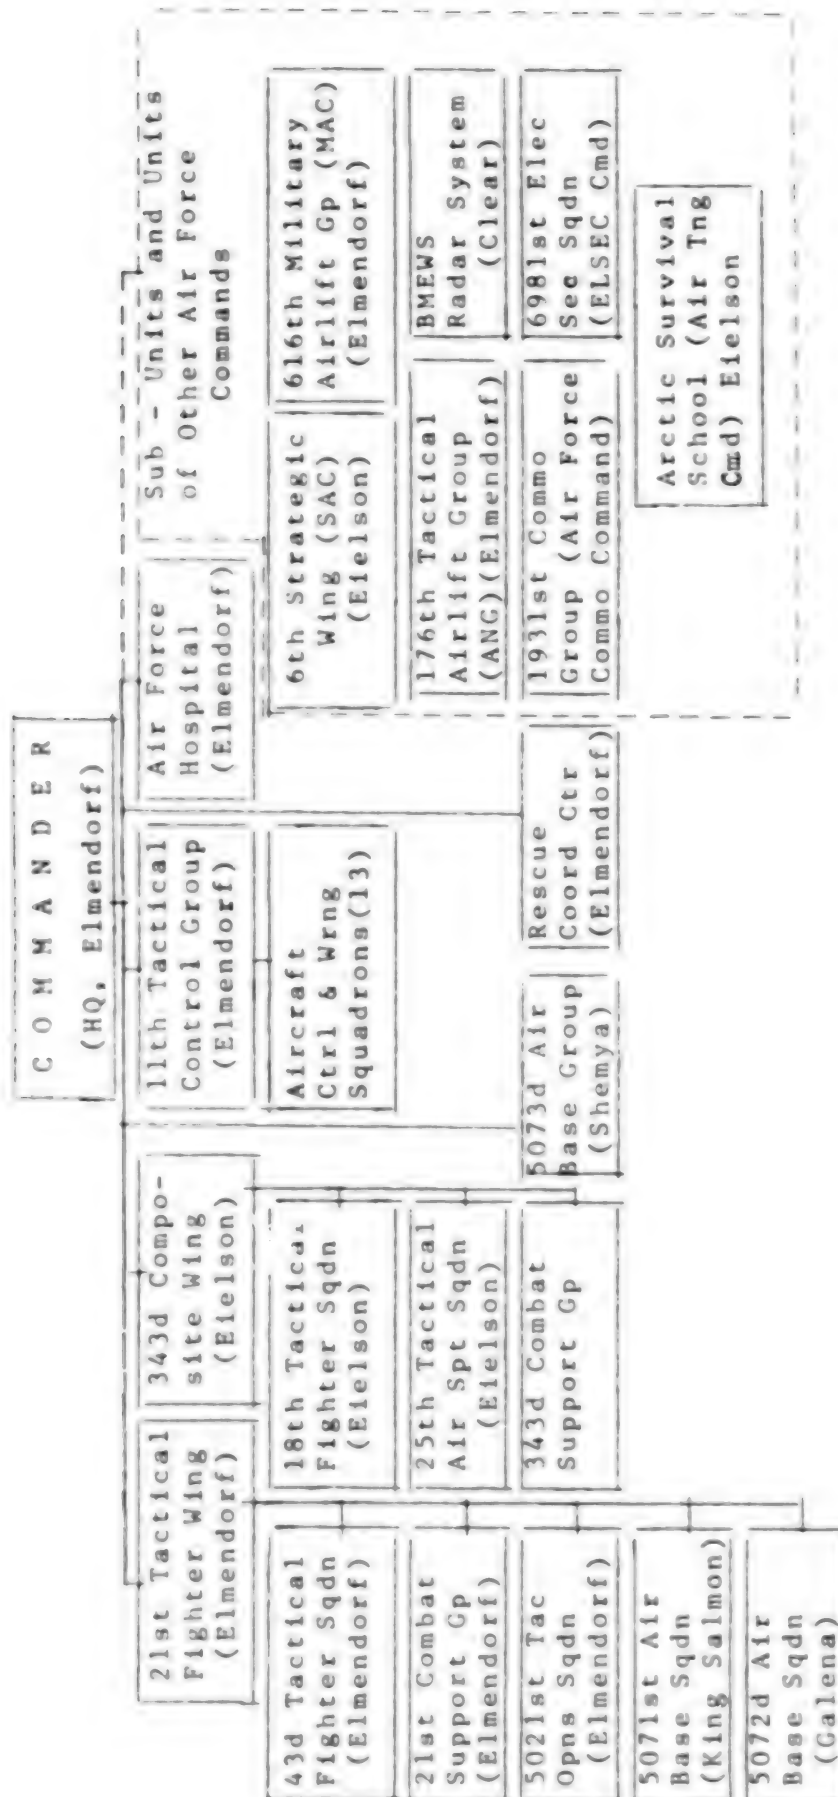 C O M M A N D E R
(HQ, Elmendorf)
21st Tactical
Fighter Wing
(Elmendorf)
343d Compo-
site Wing
(Eielson)
11th Tactical
Control Group
(Elmendorf)
Air Force
Hospital
(Elmendorf)
Sub - Units and Units
of Other Air Force
Commands
43d Tactical
Fighter Sqdn
(Elmendorf)
21st Combat
Support Gp
(Elmendorf)
5021st Tac
Opns Sqdn
(Elmendorf)
5071st Air
Base Sqdn
(King Salmon)
5072d Air
Base Sqdn
(Galena)
18th Tactical
Fighter Sqdn
(Eielson)
25th Tactical
Air Spt Sqdn
(Eielson)
343d Combat
Support Gp
Aircraft
Ctrl & Wrng
Squadrons(13)
5073d Air
Base Group
(Shemya)
Rescue
Coord Ctr
(Elmendorf)
6th Strategic
Wing (SAC)
(Eielson)
616th Military
Airlift Gp (MAC)
(Elmendorf)
176th Tactical
Airlift Group
(ANG)(Elmendorf)
BMEWS
Radar System
(Clear)
1931st Commo
Group (Air Force
Commo Command)
6981st Elec
Sec Sqdn
(ELSEC Cmd)
Arctic Survival
School (Air Tng
Cmd) Eielson